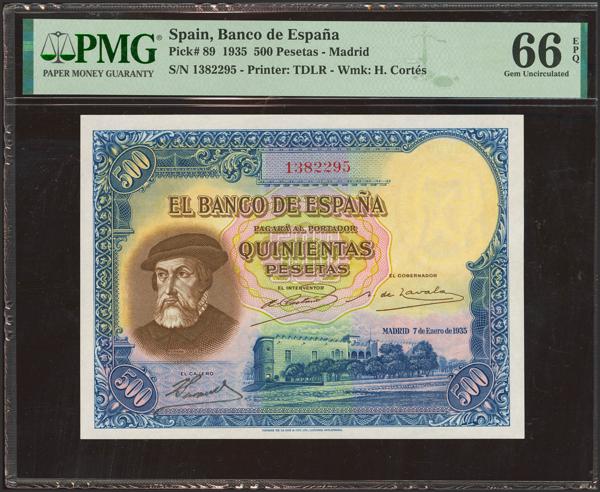 PMG
PAPER MONEY GUARANTY
Spain, Banco de España
Pick# 89 1935 500 Pesetas - Madrid
S/N 1382295 - Printer: TDLR - Wmk: H. Cortés
66 EPQ
Gem Uncirculated
500
1382295
EL BANCO DE ESPAÑA
PAGARÁ AL PORTADOR
QUINIENTAS
PESETAS
EL INTERVENTOR
EL GOBERNADOR
MADRID 7 de Enero de 1935
EL CAJERO
500
500